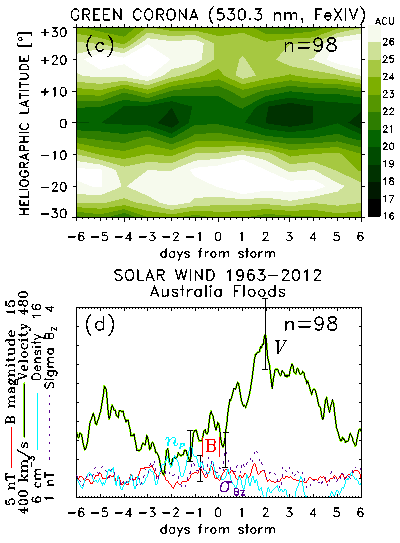 GREEN CORONA (530.3 nm, FeXIV)
ACU
(c)
n=98
+30
+20
+10
0
-10
-20
-30
HELIOGRAPHIC LATITUDE [°]
26
25
24
23
22
21
20
19
18
17
16
-6 -5 -4 -3 -2 -1 0 1 2 3 4 5 6
days from storm
SOLAR WIND 1963-2012
Australia Floods
(d)
n=98
V
n_p
B
σ_Bz
5 nT B magnitude 15
400 km/s Velocity 480
6 cm^-3 Density 16
1 nT Sigma B_z 4
-6 -5 -4 -3 -2 -1 0 1 2 3 4 5 6
days from storm